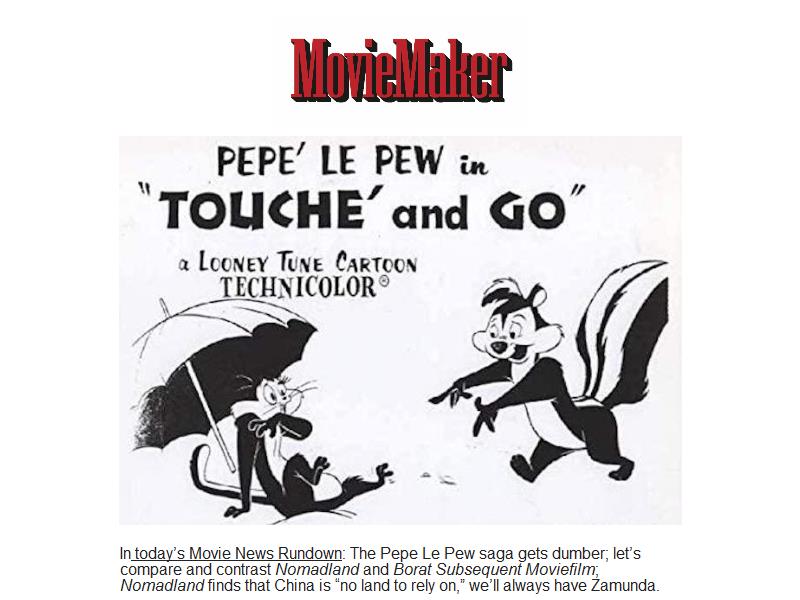 MovieMaker
PEPE´ LE PEW in
"TOUCHE´ and GO"
a LOONEY TUNE CARTOON
TECHNICOLOR®
In today’s Movie News Rundown: The Pepe Le Pew saga gets dumber; let’s
compare and contrast Nomadland and Borat Subsequent Moviefilm;
Nomadland finds that China is “no land to rely on,” we’ll always have Zamunda.